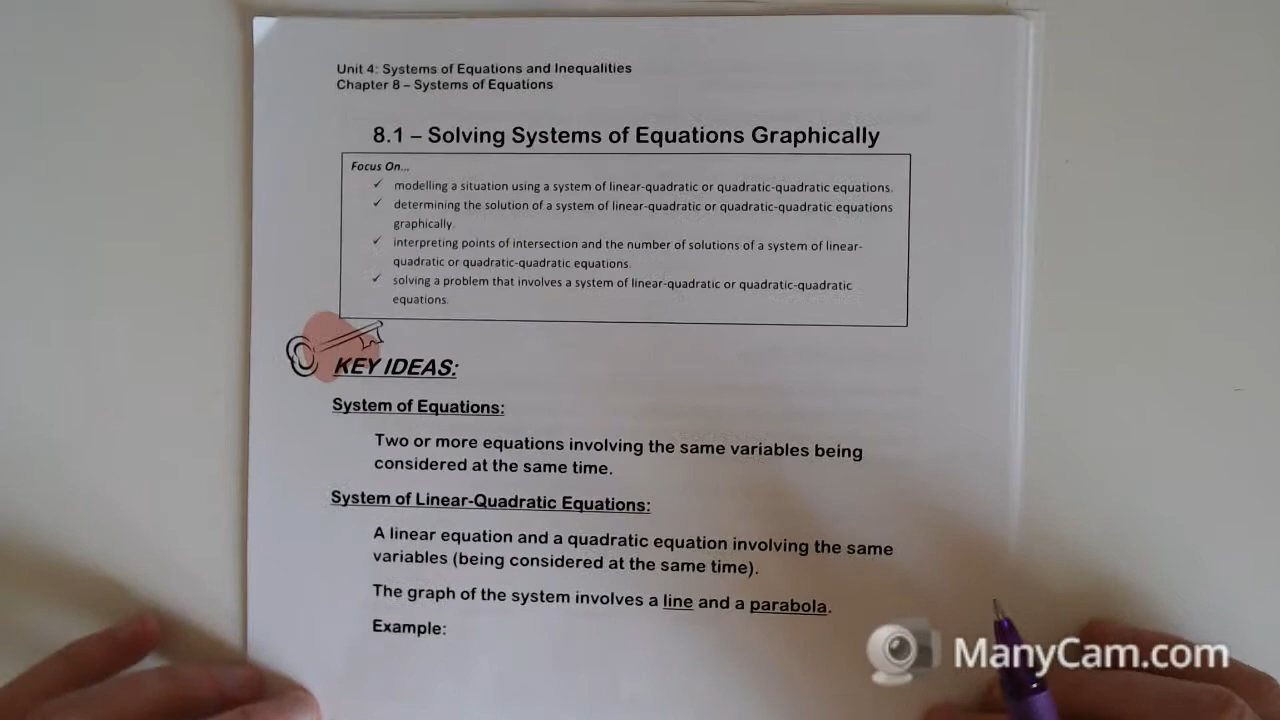 Unit 4: Systems of Equations and Inequalities
Chapter 8 – Systems of Equations
8.1 – Solving Systems of Equations Graphically
Focus On...
✓ modelling a situation using a system of linear-quadratic or quadratic-quadratic equations.
✓ determining the solution of a system of linear-quadratic or quadratic-quadratic equations
graphically.
✓ interpreting points of intersection and the number of solutions of a system of linear-
quadratic or quadratic-quadratic equations.
✓ solving a problem that involves a system of linear-quadratic or quadratic-quadratic
equations.
KEY IDEAS:
System of Equations:
Two or more equations involving the same variables being
considered at the same time.
System of Linear-Quadratic Equations:
A linear equation and a quadratic equation involving the same
variables (being considered at the same time).
The graph of the system involves a line and a parabola.
Example:
ManyCam.com